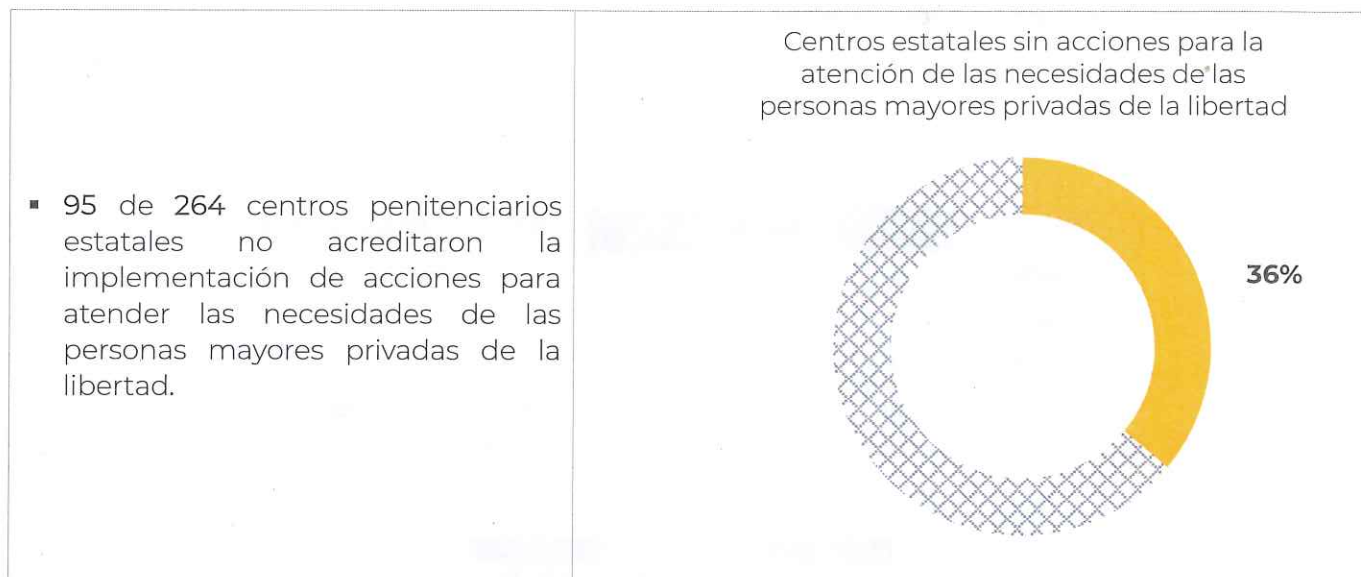 ▪ 95 de 264 centros penitenciarios
estatales no acreditaron la
implementación de acciones para
atender las necesidades de las
personas mayores privadas de la
libertad.
Centros estatales sin acciones para la
atención de las necesidades de las
personas mayores privadas de la libertad
36%